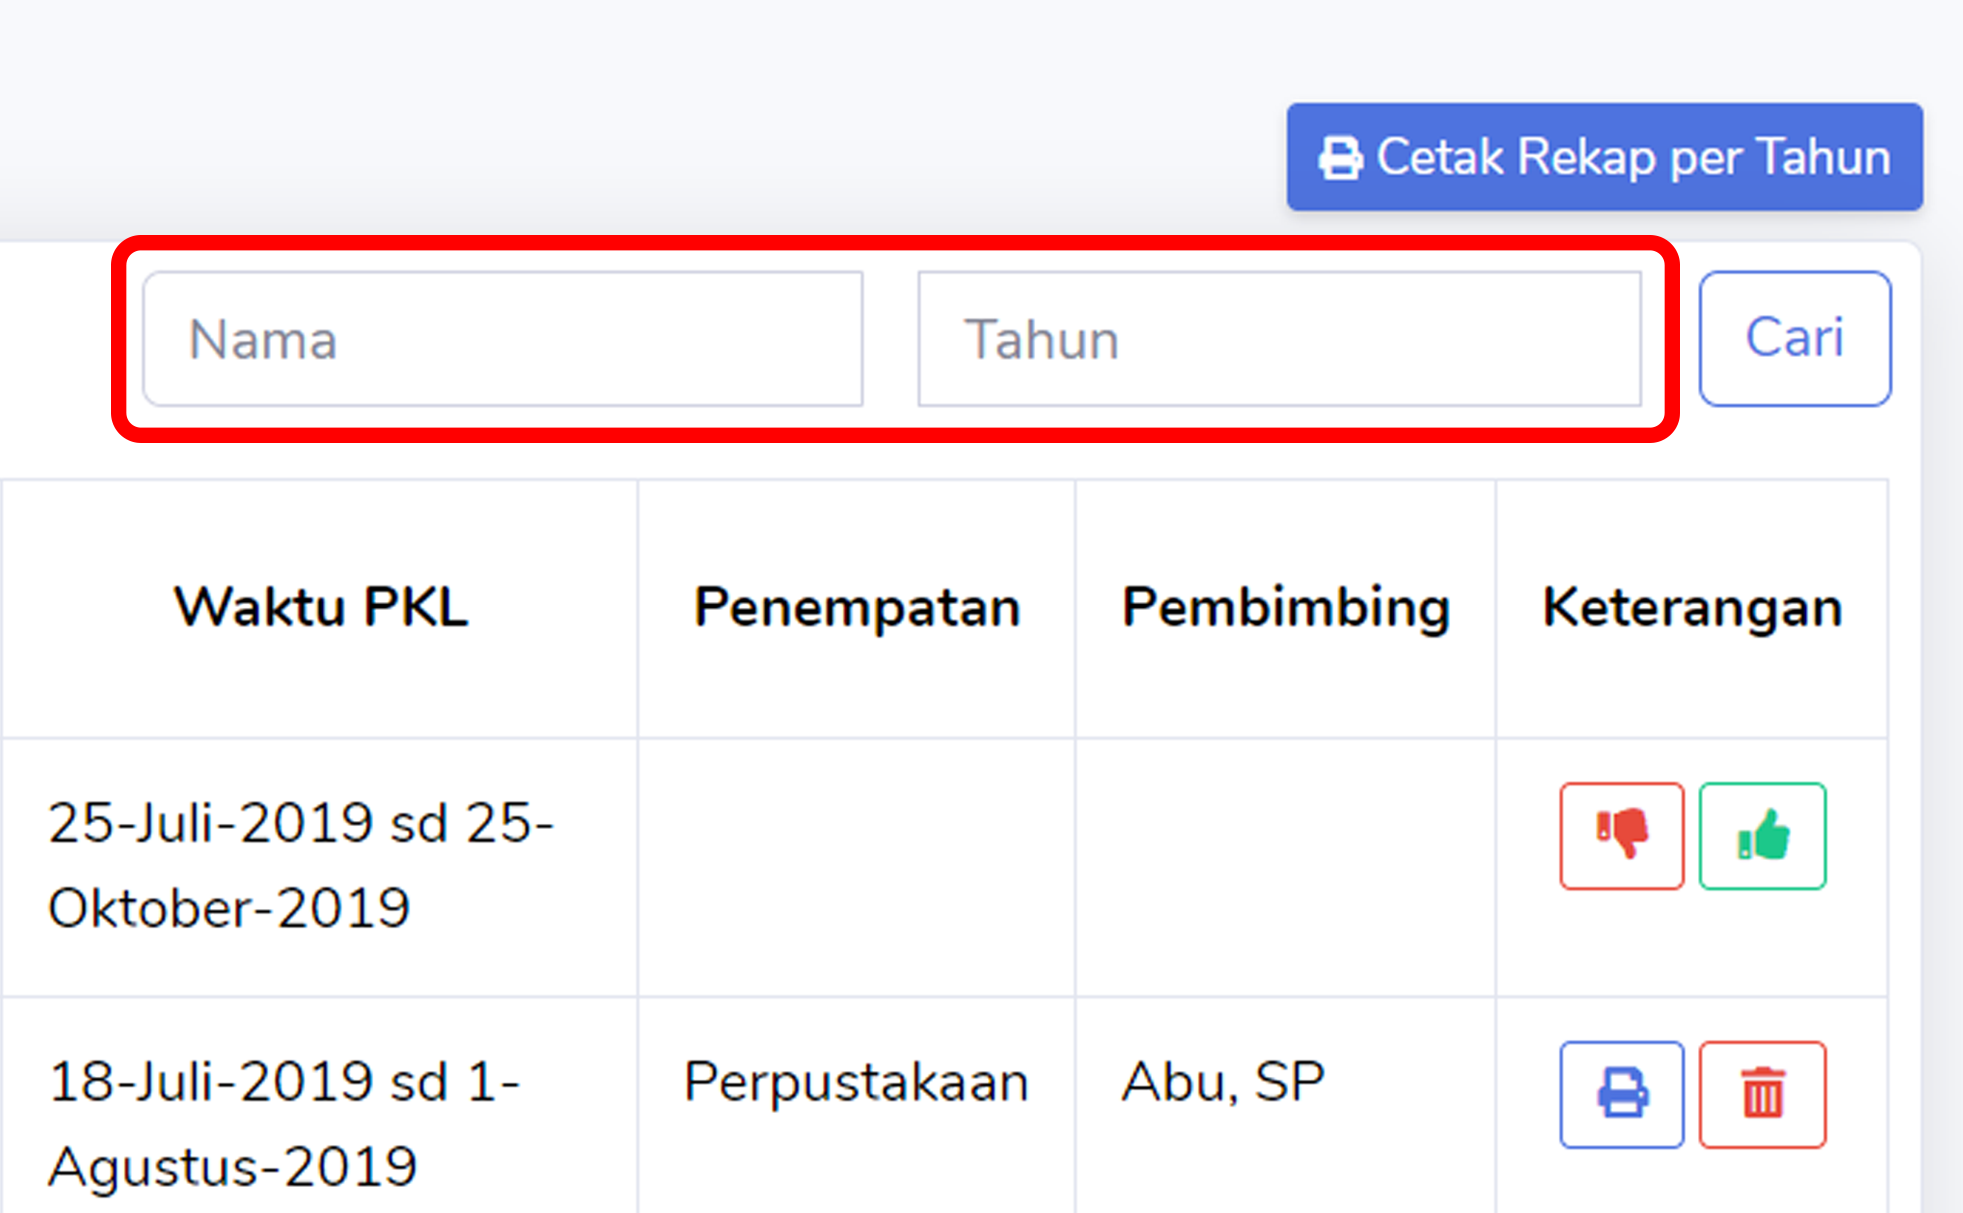 Cetak Rekap per Tahun
Nama Tahun Cari
Waktu PKL Penempatan Pembimbing Keterangan
25-Juli-2019 sd 25-
Oktober-2019
18-Juli-2019 sd 1- Perpustakaan Abu, SP
Agustus-2019